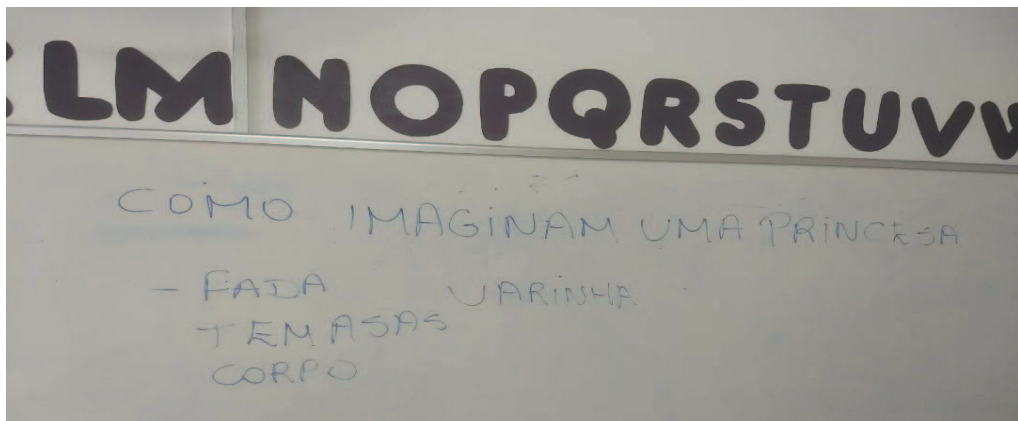 LMNOPQRSTUV
COMO IMAGINAM UMA PRINCESA
- FADA VARINHA
TEM ASAS
CORPO